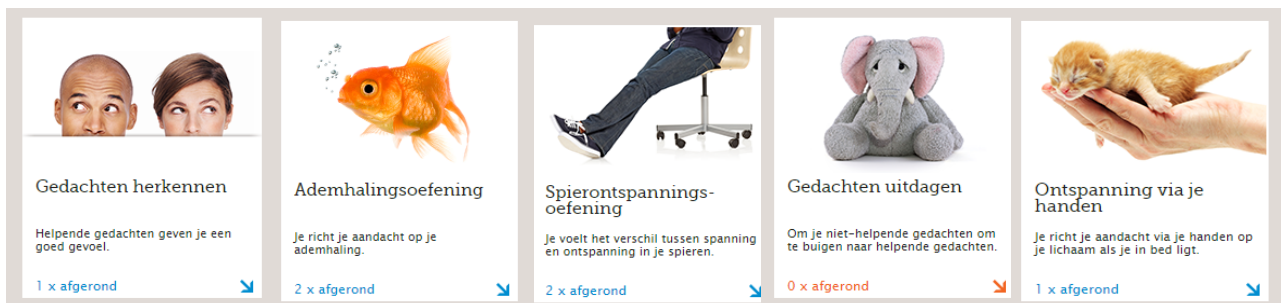 Gedachten herkennen
Helpende gedachten geven je een
goed gevoel.
1 x afgerond
Ademhalingsoefening
Je richt je aandacht op je
ademhaling.
2 x afgerond
Spierontspannings-
oefening
Je voelt het verschil tussen spanning
en ontspanning in je spieren.
2 x afgerond
Gedachten uitdagen
Om je niet-helpende gedachten om
te buigen naar helpende gedachten.
0 x afgerond
Ontspanning via je
handen
Je richt je aandacht via je handen op
je lichaam als je in bed ligt.
1 x afgerond